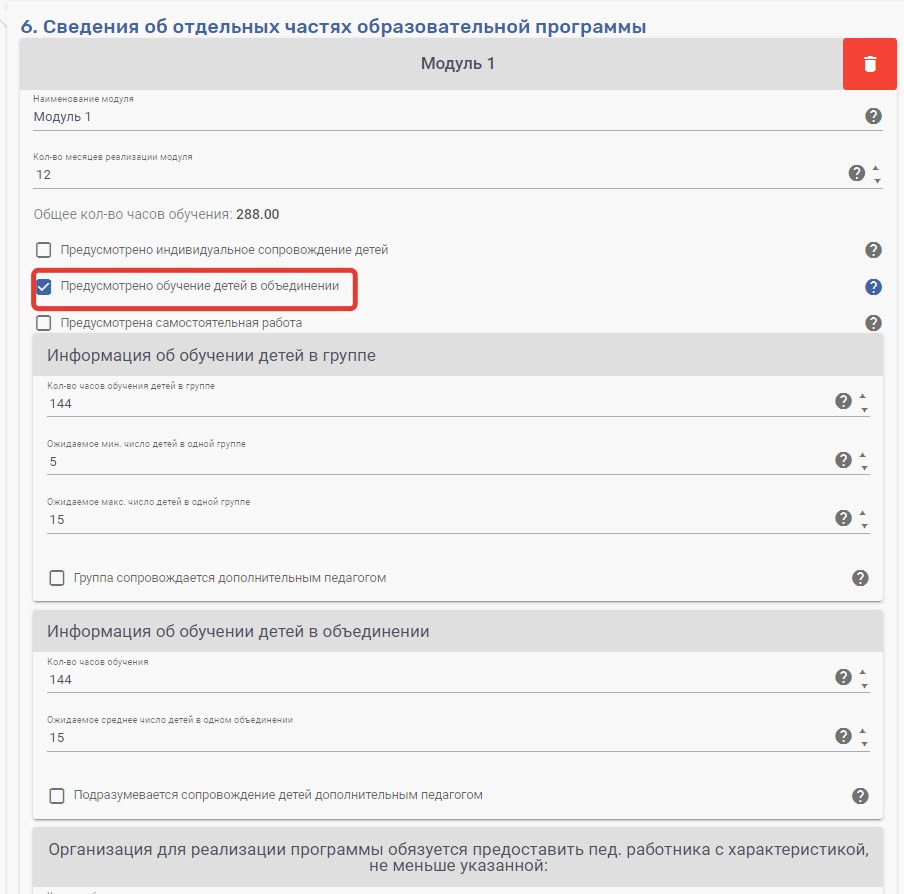 6. Сведения об отдельных частях образовательной программы
Модуль 1
Наименование модуля
Модуль 1
Кол-во месяцев реализации модуля
12
Общее кол-во часов обучения: 288.00
Предусмотрено индивидуальное сопровождение детей
Предусмотрено обучение детей в объединении
Предусмотрена самостоятельная работа
Информация об обучении детей в группе
Кол-во часов обучения детей в группе
144
Ожидаемое мин. число детей в одной группе
5
Ожидаемое макс. число детей в одной группе
15
Группа сопровождается дополнительным педагогом
Информация об обучении детей в объединении
Кол-во часов обучения
144
Ожидаемое среднее число детей в одном объединении
15
Подразумевается сопровождение детей дополнительным педагогом
Организация для реализации программы обязуется предоставить пед. работника с характеристикой,
не меньше указанной: